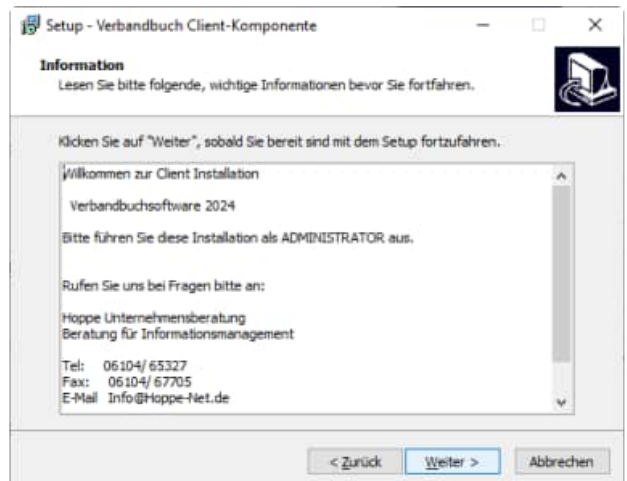 Setup - Verbandbuch Client-Komponente
Information
Lesen Sie bitte folgende, wichtige Informationen bevor Sie fortfahren.
Klicken Sie auf "Weiter", sobald Sie bereit sind mit dem Setup fortzufahren.
Willkommen zur Client Installation
Verbandbuchsoftware 2024
Bitte führen Sie diese Installation als ADMINISTRATOR aus.
Rufen Sie uns bei Fragen bitte an:
Hoppe Unternehmensberatung
Beratung für Informationsmanagement
Tel: 06104/ 65327
Fax: 06104/ 67705
E-Mail Info@Hoppe-Net.de
< Zurück Weiter > Abbrechen